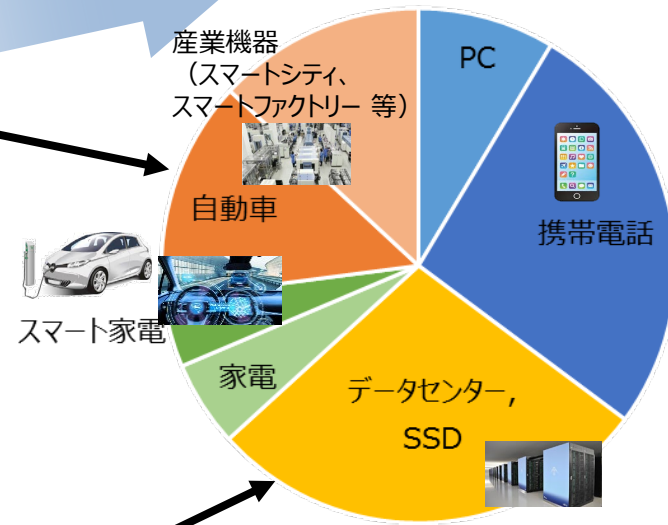 産業機器
（スマートシティ、
スマートファクトリー 等）
PC
携帯電話
自動車
スマート家電
家電
データセンター,
SSD